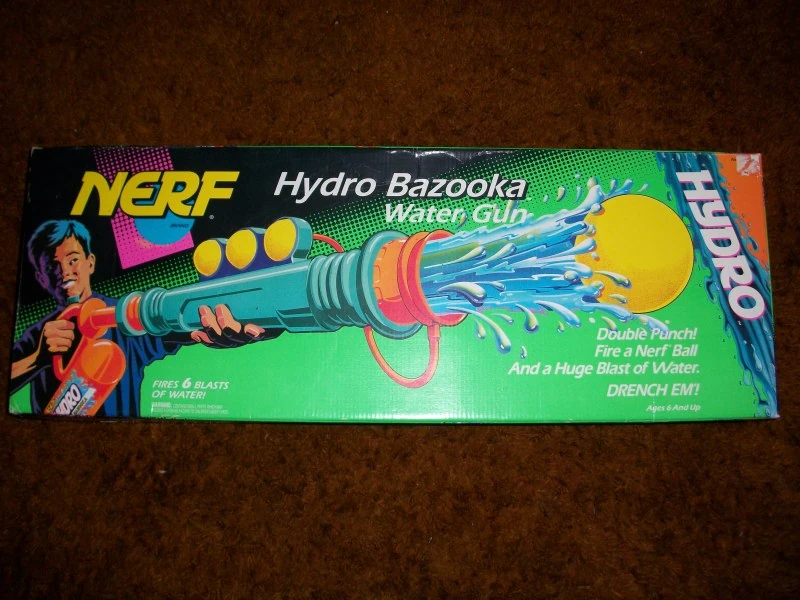 NERF
Hydro Bazooka
Water Gun
HYDRO
Double Punch!
Fire a Nerf Ball
And a Huge Blast of Water.
DRENCH EM'!
Ages 6 And Up
FIRES 6 BLASTS
OF WATER!
HYDRO